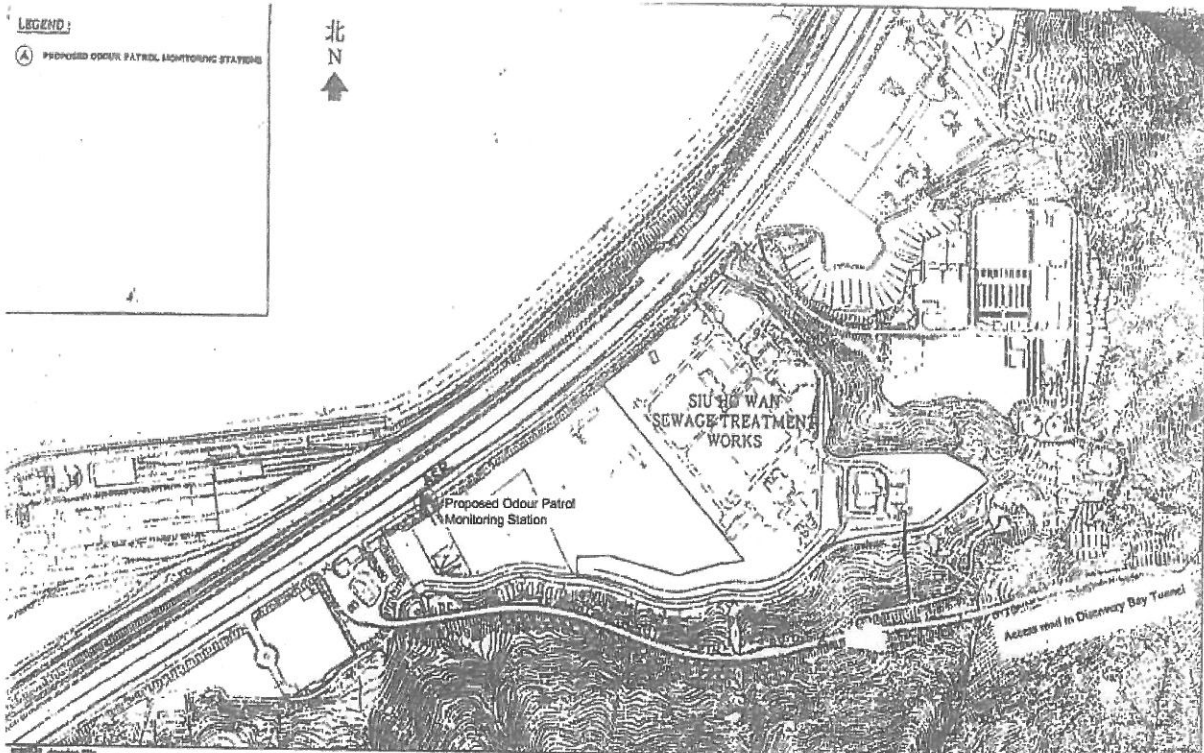 LEGEND:
A PROPOSED ODOUR PATROL MONITORING STATIONS
北
N
SIU HO WAN
SEWAGE TREATMENT
WORKS
Proposed Odour Patrol
Monitoring Station
Access road to Discovery Bay Tunnel